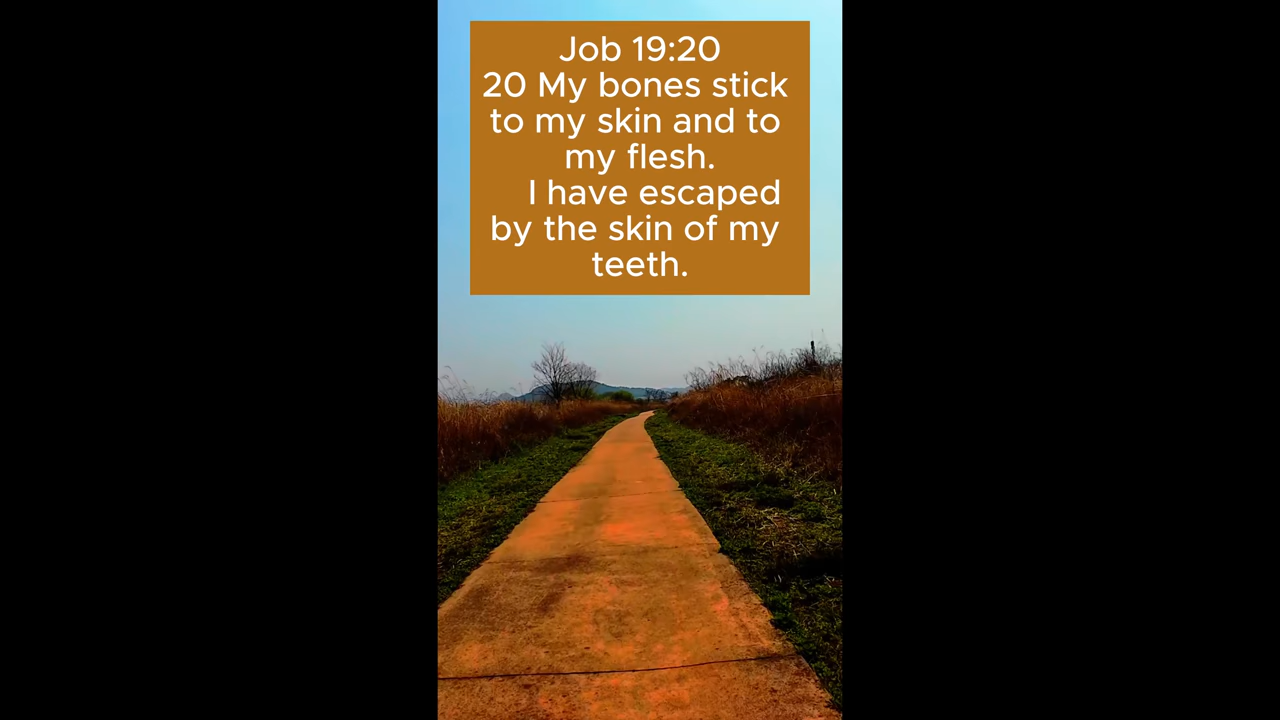 Job 19:20
20 My bones stick
to my skin and to
my flesh.
I have escaped
by the skin of my
teeth.